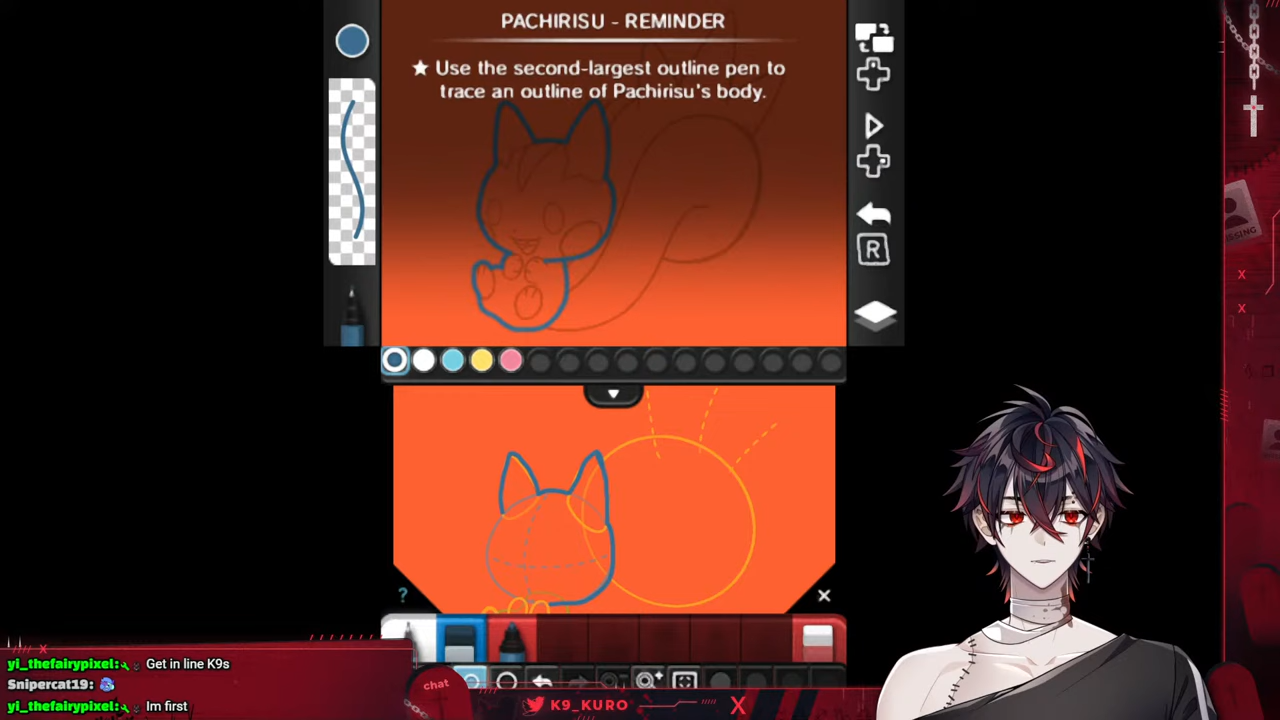 PACHIRISU - REMINDER
★ Use the second-largest outline pen to
trace an outline of Pachirisu's body.
R
MISSING
?
yi_thefairypixel: Get in line K9s
Snipercat19:
yi_thefairypixel: Im first
chat
K9_KURO